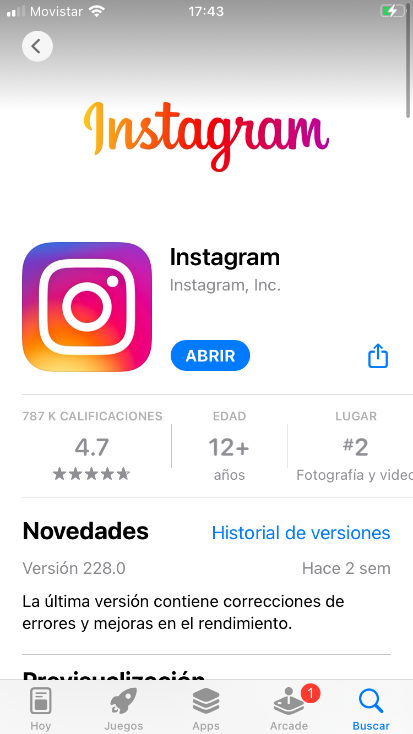 Movistar 17:43
Instagram
Instagram
Instagram, Inc.
ABRIR
787 K CALIFICACIONES EDAD LUGAR
4.7 12+ #2
años Fotografía y video
Novedades Historial de versiones
Versión 228.0 Hace 2 sem
La última versión contiene correcciones de
errores y mejoras en el rendimiento.
Previsualización
1
Hoy Juegos Apps Arcade Buscar